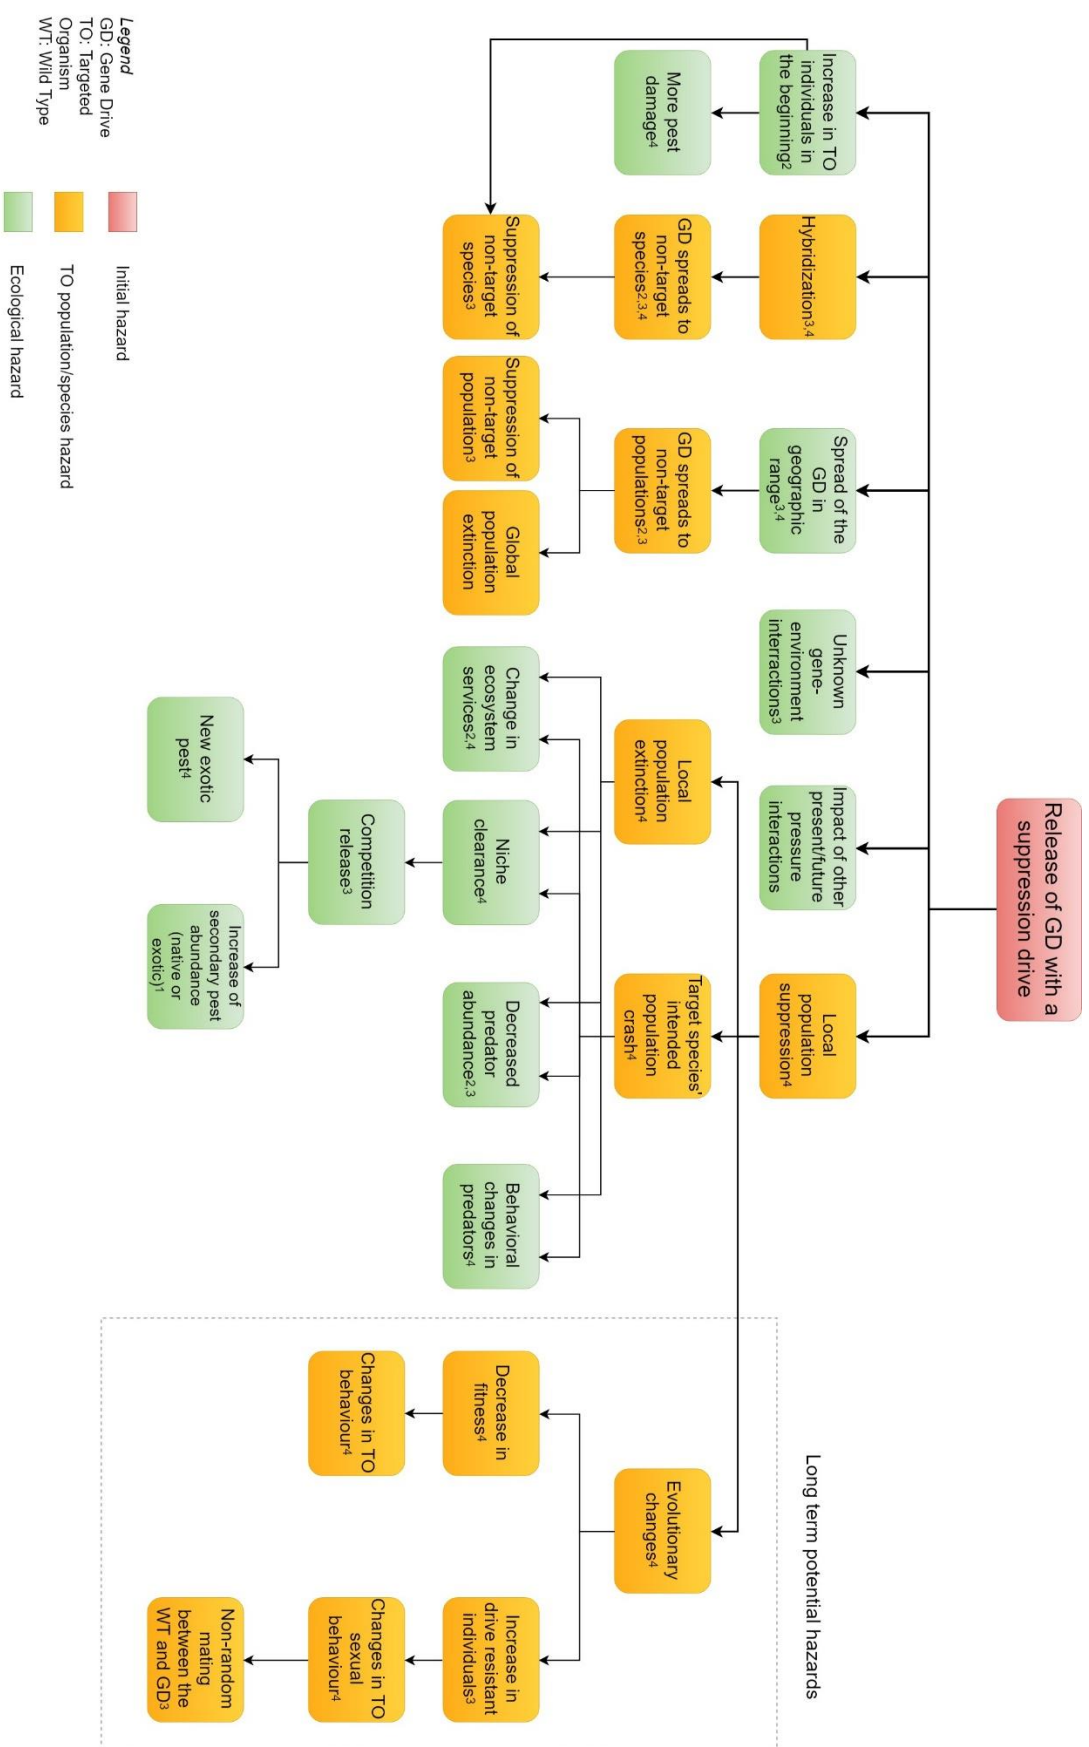 Release of GD with a
suppression drive
Increase in TO
individuals in
the beginning2
Hybridization3,4
Spread of the
GD in
geographic
range3,4
Unknown
gene-
environment
interractions3
Impact of other
present/future
pressure
interactions
Local
population
suppression4
More pest
damage4
GD spreads to
non-target
species2,3,4
GD spreads to
non-target
populations2,3
Local
population
extinction4
Target species'
intended
population
crash4
Evolutionary
changes4
Long term potential hazards
Suppression of
non-target
species3
Suppression of
non-target
population3
Global
population
extinction
Change in
ecosystem
services2,4
Niche
clearance4
Decreased
predator
abundance2,3
Behavioral
changes in
predators4
Decrease in
fitness4
Increase in
drive resistant
individuals3
Competition
release3
Changes in TO
behaviour4
Changes in TO
sexual
behaviour4
New exotic
pest4
Increase of
secondary pest
abundance
(native or
exotic)1
Non-random
mating
between the
WT and GD3
Legend
GD: Gene Drive
TO: Targeted
Organism
WT: Wild Type
Initial hazard
TO population/species hazard
Ecological hazard